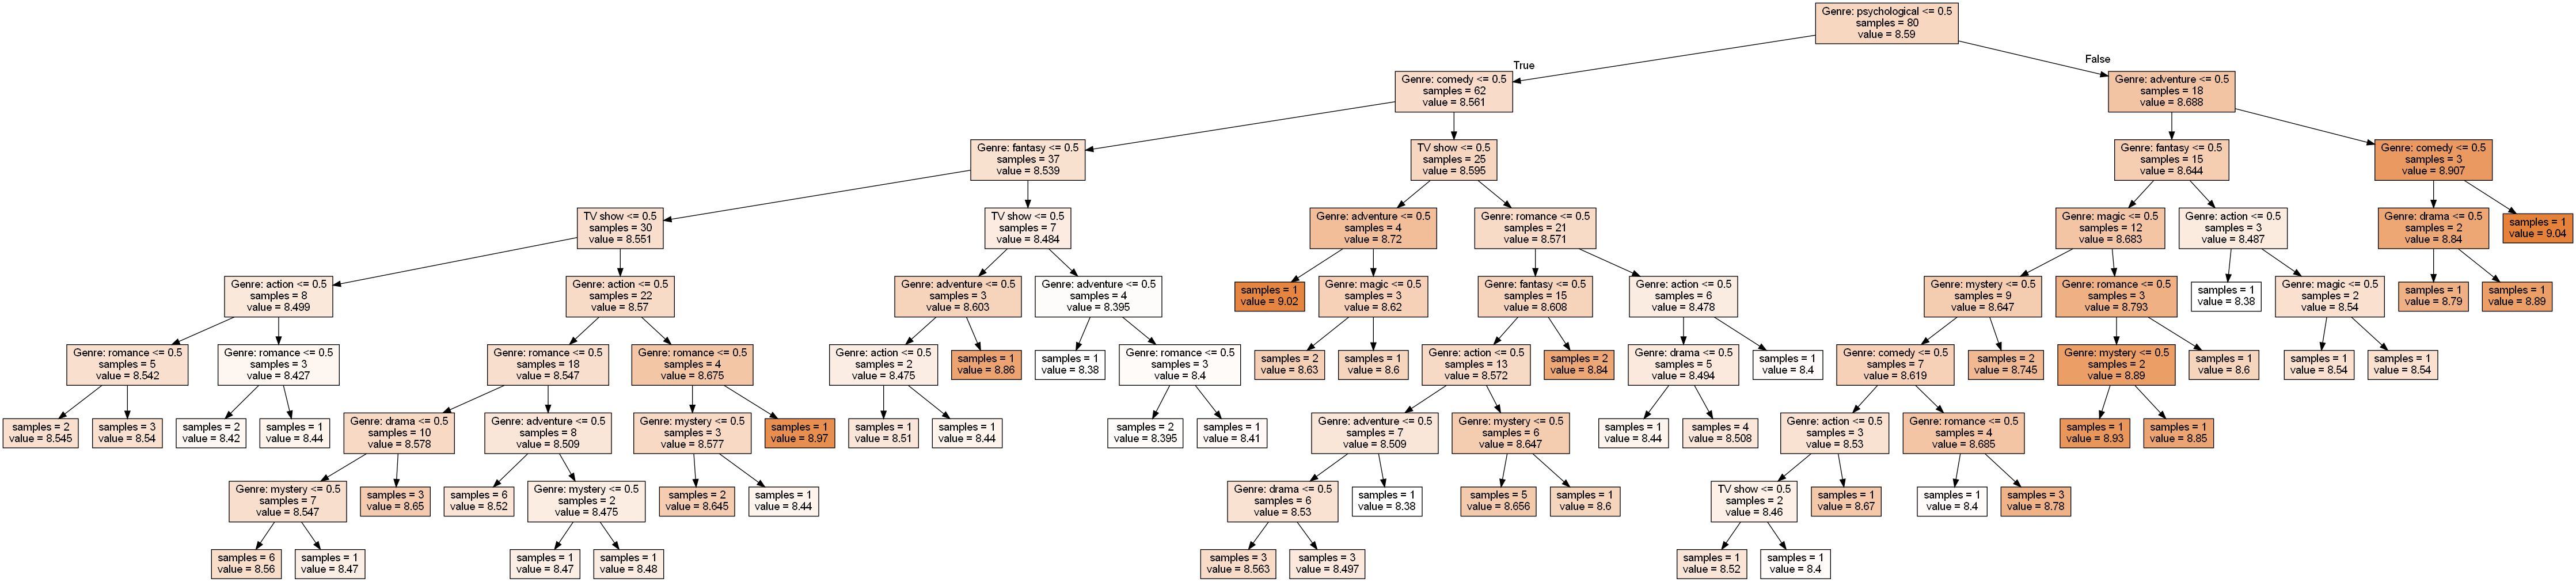 Genre: psychological <= 0.5
samples = 80
value = 8.59
True
False
Genre: comedy <= 0.5
samples = 62
value = 8.561
Genre: adventure <= 0.5
samples = 18
value = 8.688
Genre: fantasy <= 0.5
samples = 37
value = 8.539
TV show <= 0.5
samples = 25
value = 8.595
Genre: fantasy <= 0.5
samples = 15
value = 8.644
Genre: comedy <= 0.5
samples = 3
value = 8.907
TV show <= 0.5
samples = 30
value = 8.551
TV show <= 0.5
samples = 7
value = 8.484
Genre: adventure <= 0.5
samples = 4
value = 8.72
Genre: romance <= 0.5
samples = 21
value = 8.571
Genre: magic <= 0.5
samples = 12
value = 8.683
Genre: action <= 0.5
samples = 3
value = 8.487
Genre: drama <= 0.5
samples = 2
value = 8.84
samples = 1
value = 9.04
Genre: action <= 0.5
samples = 8
value = 8.499
Genre: action <= 0.5
samples = 22
value = 8.57
Genre: adventure <= 0.5
samples = 3
value = 8.603
Genre: adventure <= 0.5
samples = 4
value = 8.395
samples = 1
value = 9.02
Genre: magic <= 0.5
samples = 3
value = 8.62
Genre: fantasy <= 0.5
samples = 15
value = 8.608
Genre: action <= 0.5
samples = 6
value = 8.478
Genre: mystery <= 0.5
samples = 9
value = 8.647
Genre: romance <= 0.5
samples = 3
value = 8.793
samples = 1
value = 8.38
Genre: magic <= 0.5
samples = 2
value = 8.54
samples = 1
value = 8.79
samples = 1
value = 8.89
Genre: romance <= 0.5
samples = 5
value = 8.542
Genre: romance <= 0.5
samples = 3
value = 8.427
Genre: romance <= 0.5
samples = 18
value = 8.547
Genre: romance <= 0.5
samples = 4
value = 8.675
Genre: action <= 0.5
samples = 2
value = 8.475
samples = 1
value = 8.86
samples = 1
value = 8.38
Genre: romance <= 0.5
samples = 3
value = 8.4
samples = 2
value = 8.63
samples = 1
value = 8.6
Genre: action <= 0.5
samples = 13
value = 8.572
samples = 2
value = 8.84
Genre: drama <= 0.5
samples = 5
value = 8.494
samples = 1
value = 8.4
Genre: comedy <= 0.5
samples = 7
value = 8.619
samples = 2
value = 8.745
Genre: mystery <= 0.5
samples = 2
value = 8.89
samples = 1
value = 8.6
samples = 1
value = 8.54
samples = 1
value = 8.54
samples = 2
value = 8.545
samples = 3
value = 8.54
samples = 2
value = 8.42
samples = 1
value = 8.44
Genre: drama <= 0.5
samples = 10
value = 8.578
Genre: adventure <= 0.5
samples = 8
value = 8.509
Genre: mystery <= 0.5
samples = 3
value = 8.577
samples = 1
value = 8.97
samples = 1
value = 8.51
samples = 1
value = 8.44
samples = 2
value = 8.395
samples = 1
value = 8.41
Genre: adventure <= 0.5
samples = 7
value = 8.509
Genre: mystery <= 0.5
samples = 6
value = 8.647
samples = 1
value = 8.44
samples = 4
value = 8.508
Genre: action <= 0.5
samples = 3
value = 8.53
Genre: romance <= 0.5
samples = 4
value = 8.685
samples = 1
value = 8.93
samples = 1
value = 8.85
Genre: mystery <= 0.5
samples = 7
value = 8.547
samples = 3
value = 8.65
samples = 6
value = 8.52
Genre: mystery <= 0.5
samples = 2
value = 8.475
samples = 2
value = 8.645
samples = 1
value = 8.44
Genre: drama <= 0.5
samples = 6
value = 8.53
samples = 1
value = 8.38
samples = 5
value = 8.656
samples = 1
value = 8.6
TV show <= 0.5
samples = 2
value = 8.46
samples = 1
value = 8.67
samples = 1
value = 8.4
samples = 3
value = 8.78
samples = 6
value = 8.56
samples = 1
value = 8.47
samples = 1
value = 8.47
samples = 1
value = 8.48
samples = 3
value = 8.563
samples = 3
value = 8.497
samples = 1
value = 8.52
samples = 1
value = 8.4